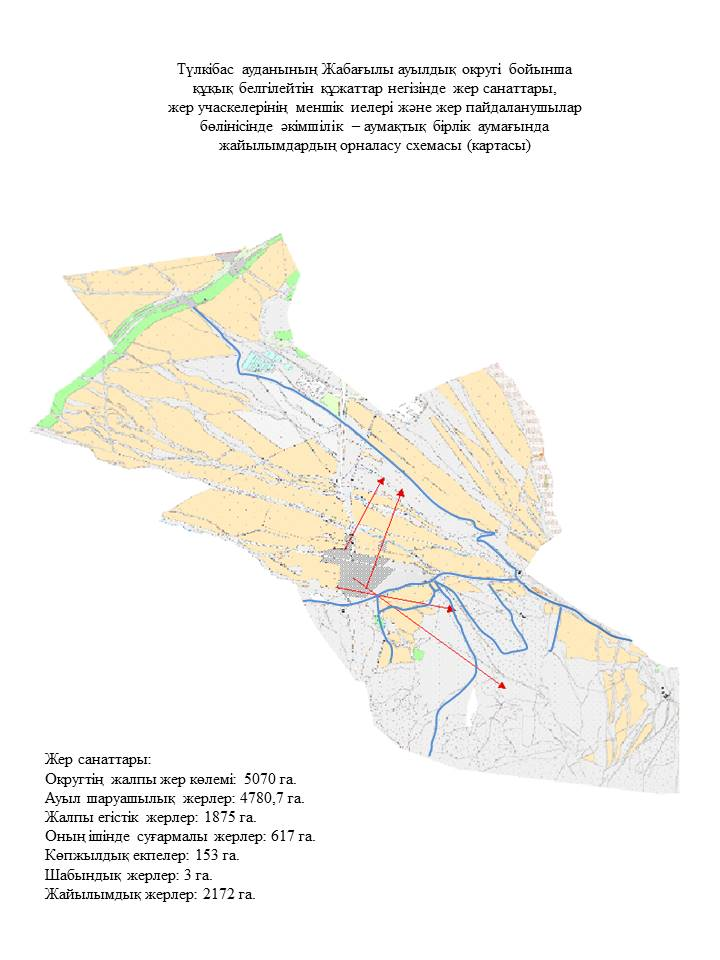 Түлкібас ауданының Жабағылы ауылдық округі бойынша
құқық белгілейтін құжаттар негізінде жер санаттары,
жер учаскелерінің меншік иелері және жер пайдаланушылар
бөлінісінде әкімшілік – аумақтық бірлік аумағында
жайылымдардың орналасу схемасы (картасы)
Жер санаттары:
Округтің жалпы жер көлемі: 5070 га.
Ауыл шаруашылық жерлер: 4780,7 га.
Жалпы егістік жерлер: 1875 га.
Оның ішінде суғармалы жерлер: 617 га.
Көпжылдық екпелер: 153 га.
Шабындық жерлер: 3 га.
Жайылымдық жерлер: 2172 га.